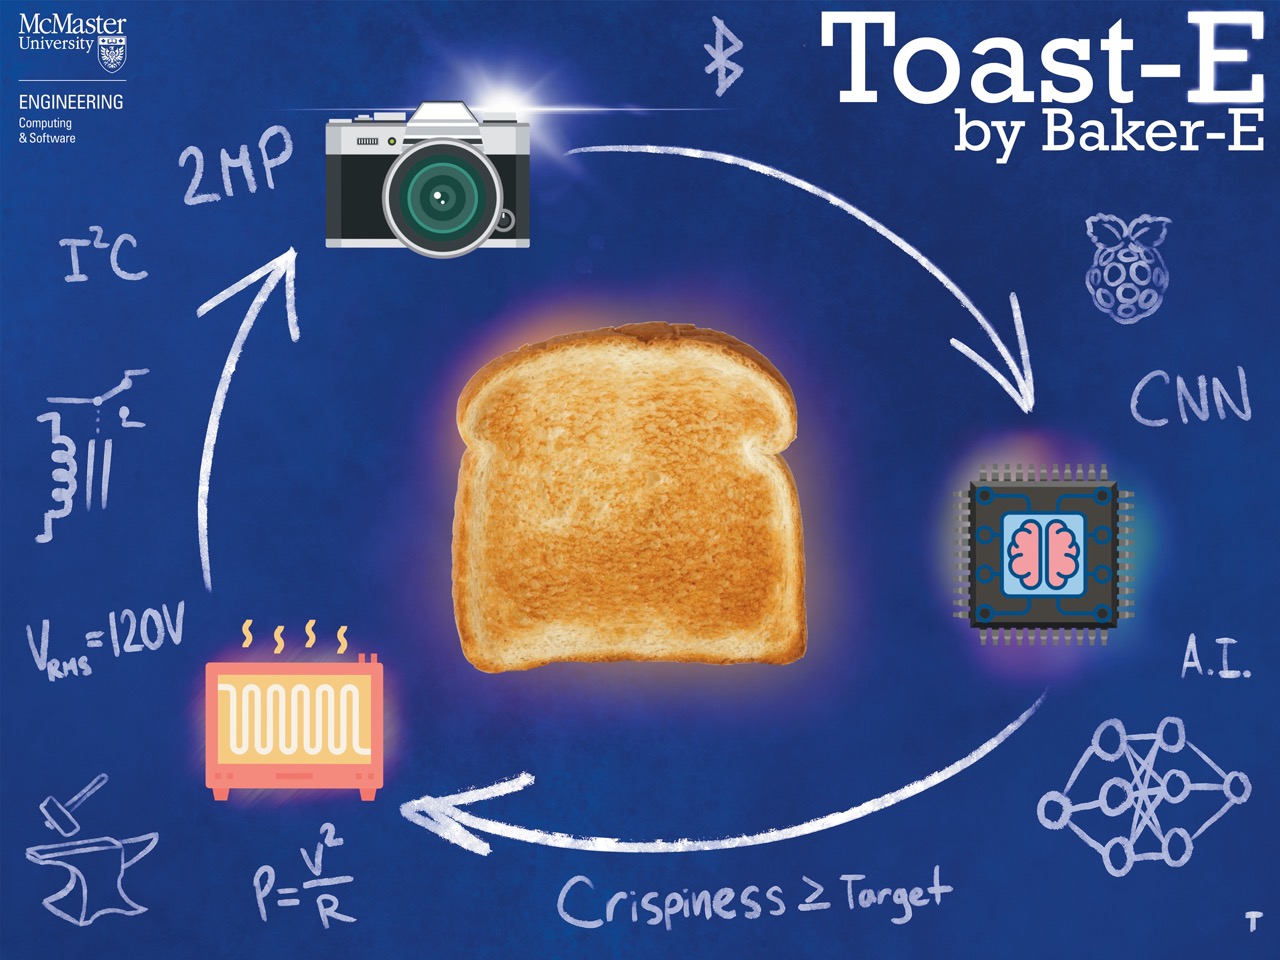 McMaster
University
ENGINEERING
Computing
& Software
Toast-E
by Baker-E
2MP
I²C
CNN
V_RMS=120V
A.I.
P=V²/R
Crispiness ≥ Target
T